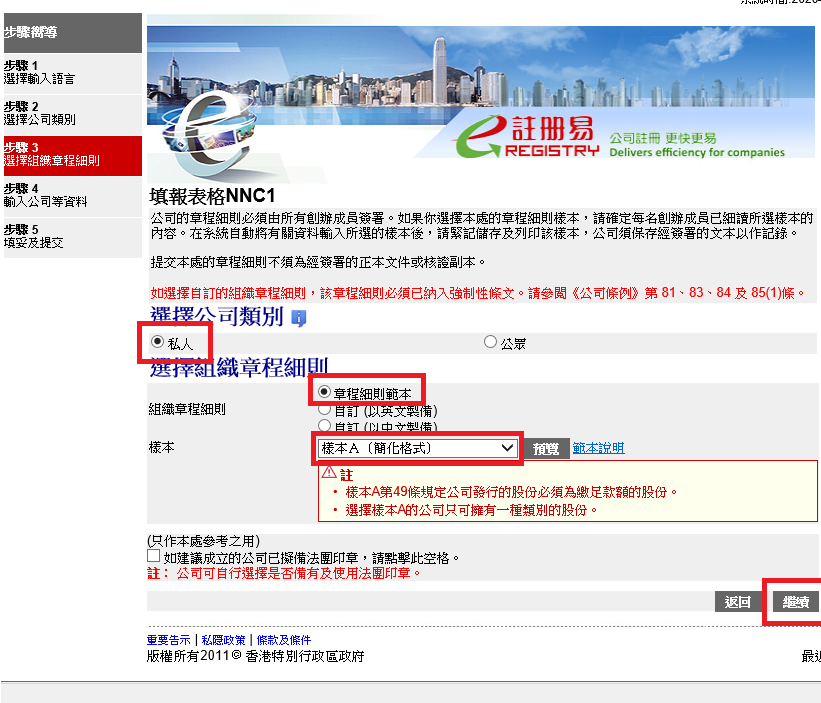 步驟嚮導
步驟 1
選擇輸入語言
步驟 2
選擇公司類別
步驟 3
選擇組織章程細則
步驟 4
輸入公司等資料
步驟 5
填妥及提交
註冊易
e-REGISTRY
公司註冊 更快更易
Delivers efficiency for companies
填報表格NNC1
公司的章程細則必須由所有創辦成員簽署。如果你選擇本處的章程細則樣本，請確定每名創辦成員已細讀所選樣本的
內容。在系統自動將有關資料輸入所選的樣本後，請緊記儲存及列印該樣本，公司須保存經簽署的文本以作記錄。
提交本處的章程細則不須為經簽署的正本文件或核證副本。
如選擇自訂的組織章程細則，該章程細則必須已納入強制性條文。請參閱《公司條例》第 81、83、84 及 85(1)條。
選擇公司類別
私人
公眾
選擇組織章程細則
組織章程細則
章程細則範本
自訂 (以英文製備)
自訂 (以中文製備)
樣本
樣本A（簡化格式）
預覽
範本說明
註
• 樣本A第49條規定公司發行的股份必須為繳足款額的股份。
• 選擇樣本A的公司只可擁有一種類別的股份。
(只作本處參考之用)
如建議成立的公司已擬備法團印章，請點擊此空格。
註： 公司可自行選擇是否備有及使用法團印章。
返回
繼續
重要告示 | 私隱政策 | 條款及條件
版權所有2011© 香港特別行政區政府